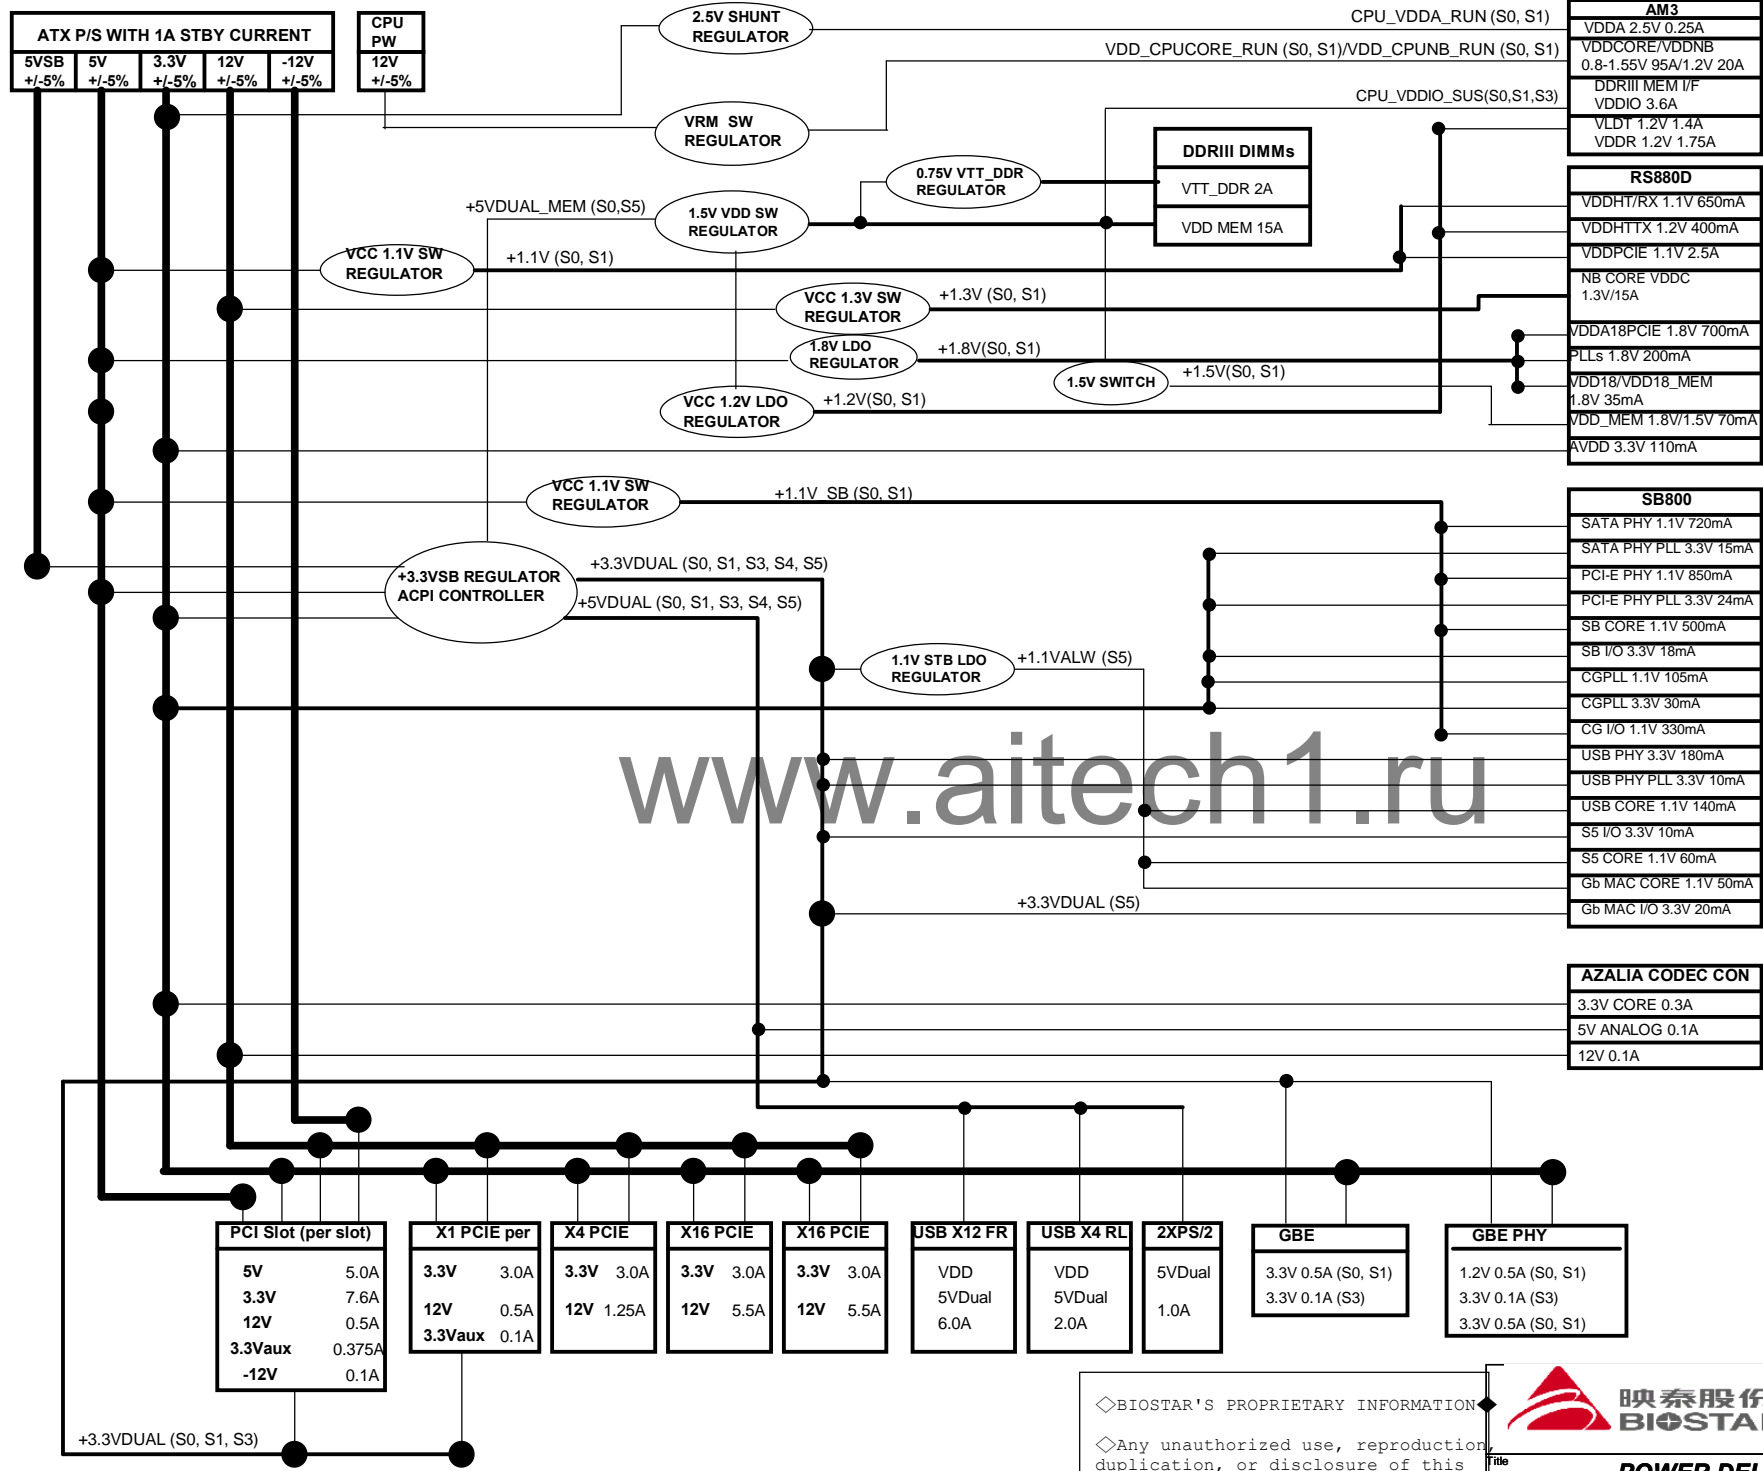 ATX P/S WITH 1A STBY CURRENT
5VSB
+/-5%
5V
+/-5%
3.3V
+/-5%
12V
+/-5%
-12V
+/-5%
CPU
PW
12V
+/-5%
2.5V SHUNT
REGULATOR
CPU_VDDA_RUN (S0, S1)
VDD_CPUCORE_RUN (S0, S1)/VDD_CPUNB_RUN (S0, S1)
VRM SW
REGULATOR
CPU_VDDIO_SUS(S0,S1,S3)
AM3
VDDA 2.5V 0.25A
VDDCORE/VDDNB
0.8-1.55V 95A/1.2V 20A
DDRIII MEM I/F
VDDIO 3.6A
VLDT 1.2V 1.4A
VDDR 1.2V 1.75A
DDRIII DIMMs
VTT_DDR 2A
VDD MEM 15A
0.75V VTT_DDR
REGULATOR
+5VDUAL_MEM (S0,S5)
1.5V VDD SW
REGULATOR
VCC 1.1V SW
REGULATOR
+1.1V (S0, S1)
VCC 1.3V SW
REGULATOR
+1.3V (S0, S1)
1.8V LDO
REGULATOR
+1.8V(S0, S1)
1.5V SWITCH
+1.5V(S0, S1)
VCC 1.2V LDO
REGULATOR
+1.2V(S0, S1)
RS880D
VDDHT/RX 1.1V 650mA
VDDHTTX 1.2V 400mA
VDDPCIE 1.1V 2.5A
NB CORE VDDC
1.3V/15A
VDDA18PCIE 1.8V 700mA
PLLs 1.8V 200mA
VDD18/VDD18_MEM
1.8V 35mA
VDD_MEM 1.8V/1.5V 70mA
AVDD 3.3V 110mA
VCC 1.1V SW
REGULATOR
+1.1V_SB (S0, S1)
+3.3VSB REGULATOR
ACPI CONTROLLER
+3.3VDUAL (S0, S1, S3, S4, S5)
+5VDUAL (S0, S1, S3, S4, S5)
1.1V STB LDO
REGULATOR
+1.1VALW (S5)
+3.3VDUAL (S5)
SB800
SATA PHY 1.1V 720mA
SATA PHY PLL 3.3V 15mA
PCI-E PHY 1.1V 850mA
PCI-E PHY PLL 3.3V 24mA
SB CORE 1.1V 500mA
SB I/O 3.3V 18mA
CGPLL 1.1V 105mA
CGPLL 3.3V 30mA
CG I/O 1.1V 330mA
USB PHY 3.3V 180mA
USB PHY PLL 3.3V 10mA
USB CORE 1.1V 140mA
S5 I/O 3.3V 10mA
S5 CORE 1.1V 60mA
Gb MAC CORE 1.1V 50mA
Gb MAC I/O 3.3V 20mA
www.aitech1.ru
AZALIA CODEC CON
3.3V CORE 0.3A
5V ANALOG 0.1A
12V 0.1A
PCI Slot (per slot)
5V 5.0A
3.3V 7.6A
12V 0.5A
3.3Vaux 0.375A
-12V 0.1A
X1 PCIE per
3.3V 3.0A
12V 0.5A
3.3Vaux 0.1A
X4 PCIE
3.3V 3.0A
12V 1.25A
X16 PCIE
3.3V 3.0A
12V 5.5A
X16 PCIE
3.3V 3.0A
12V 5.5A
USB X12 FR
VDD
5VDual
6.0A
USB X4 RL
VDD
5VDual
2.0A
2XPS/2
5VDual
1.0A
GBE
3.3V 0.5A (S0, S1)
3.3V 0.1A (S3)
GBE PHY
1.2V 0.5A (S0, S1)
3.3V 0.1A (S3)
3.3V 0.5A (S0, S1)
+3.3VDUAL (S0, S1, S3)
◇BIOSTAR'S PROPRIETARY INFORMATION◆
◇Any unauthorized use, reproduction,
duplication, or disclosure of this
映泰股份
BIOSTA
Title
POWER DEL